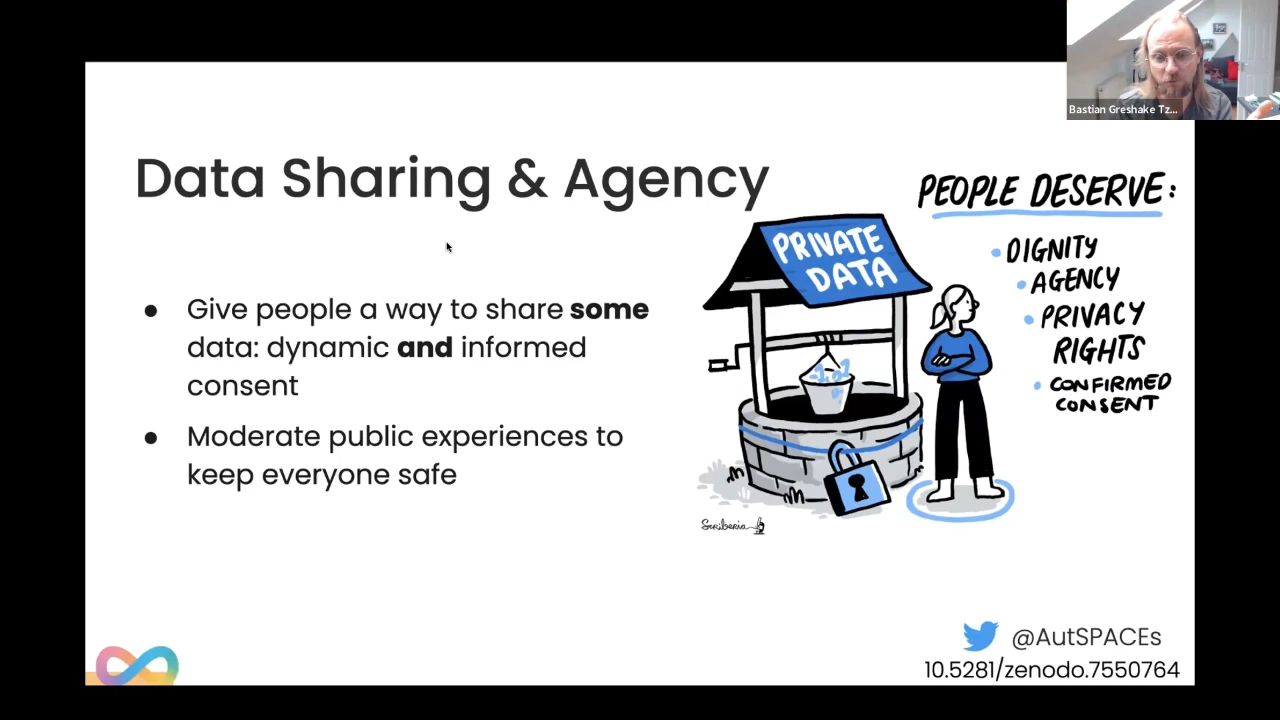 Bastian Greshake Tz...
Data Sharing & Agency
PEOPLE DESERVE:
PRIVATE
DATA
• DIGNITY
• AGENCY
• PRIVACY
RIGHTS
• CONFIRMED
CONSENT
● Give people a way to share some
data: dynamic and informed
consent
● Moderate public experiences to
keep everyone safe
Scriberia
@AutSPACEs
10.5281/zenodo.7550764